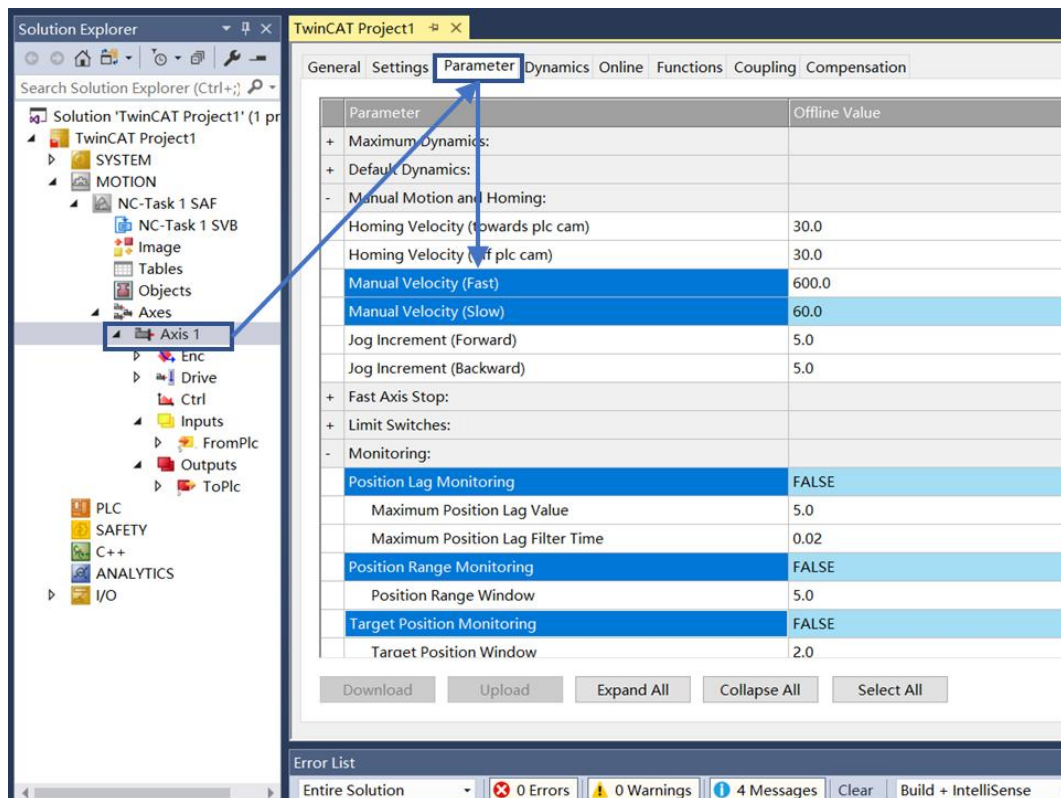 Solution Explorer
Search Solution Explorer (Ctrl+;)
Solution 'TwinCAT Project1' (1 pr
TwinCAT Project1
SYSTEM
MOTION
NC-Task 1 SAF
NC-Task 1 SVB
Image
Tables
Objects
Axes
Axis 1
Enc
Drive
Ctrl
Inputs
FromPlc
Outputs
ToPlc
PLC
SAFETY
C++
ANALYTICS
I/O
TwinCAT Project1
General Settings Parameter Dynamics Online Functions Coupling Compensation
Parameter Offline Value
+ Maximum Dynamics:
+ Default Dynamics:
- Manual Motion and Homing:
Homing Velocity (towards plc cam) 30.0
Homing Velocity plc cam) 30.0
Manual Velocity (Fast) 600.0
Manual Velocity (Slow) 60.0
Jog Increment (Forward) 5.0
Jog Increment (Backward) 5.0
+ Fast Axis Stop:
+ Limit Switches:
- Monitoring:
Position Lag Monitoring FALSE
Maximum Position Lag Value 5.0
Maximum Position Lag Filter Time 0.02
Position Range Monitoring FALSE
Position Range Window 5.0
Target Position Monitoring FALSE
Target Position Window 2.0
Download Upload Expand All Collapse All Select All
Error List
Entire Solution 0 Errors 0 Warnings 4 Messages Clear Build + IntelliSense